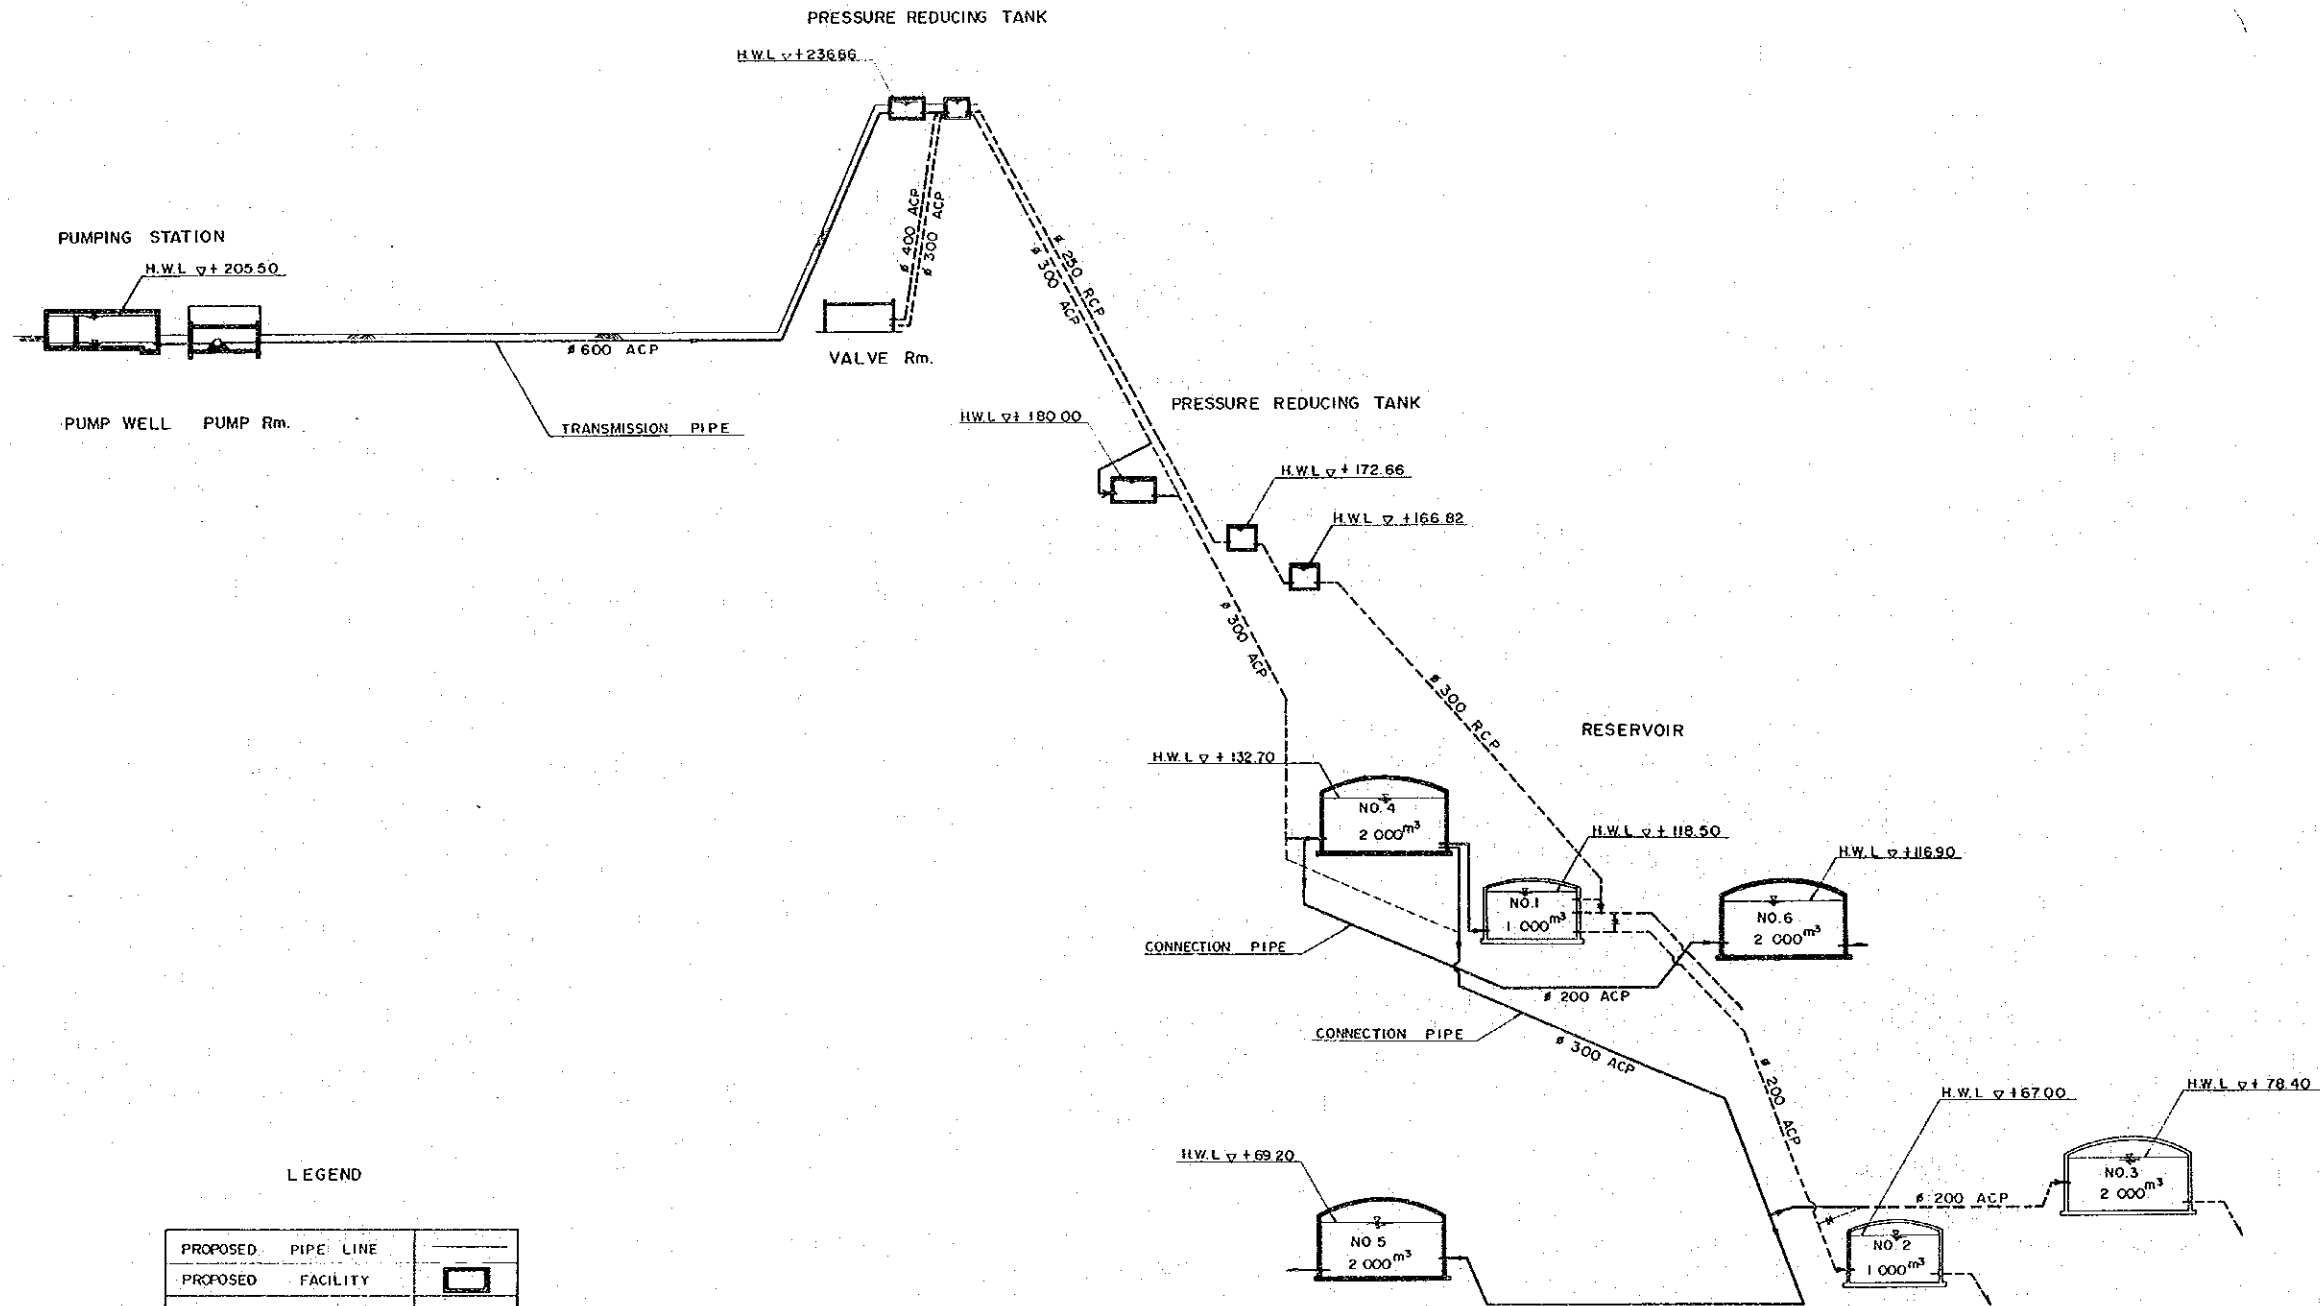 PRESSURE REDUCING TANK
H.W.L ▽+236.66
PUMPING STATION
H.W.L ▽+ 205.50
ø 400 ACP
ø 300 ACP
ø 250 RCP
ø 300 ACP
ø 600 ACP
VALVE Rm.
PUMP WELL PUMP Rm.
TRANSMISSION PIPE
H.W.L ▽+ 180.00
PRESSURE REDUCING TANK
H.W.L ▽ + 172.66
H.W.L ▽ +166.82
ø 300 ACP
ø 300 RCP
RESERVOIR
H.W.L ▽ + 132.70
NO. 4
2 000m³
H.W.L ▽ + 118.50
NO.1
1 000m³
H.W.L ▽ +116.90
NO.6
2 000m³
CONNECTION PIPE
ø 200 ACP
CONNECTION PIPE
ø 300 ACP
ø 200 ACP
H.W.L ▽ +67.00
H.W.L ▽ + 78.40
NO.3
2 000m³
ø 200 ACP
H.W.L ▽ +69.20
NO 5
2 000m³
NO. 2
1 000m³
LEGEND
PROPOSED PIPE LINE
PROPOSED FACILITY